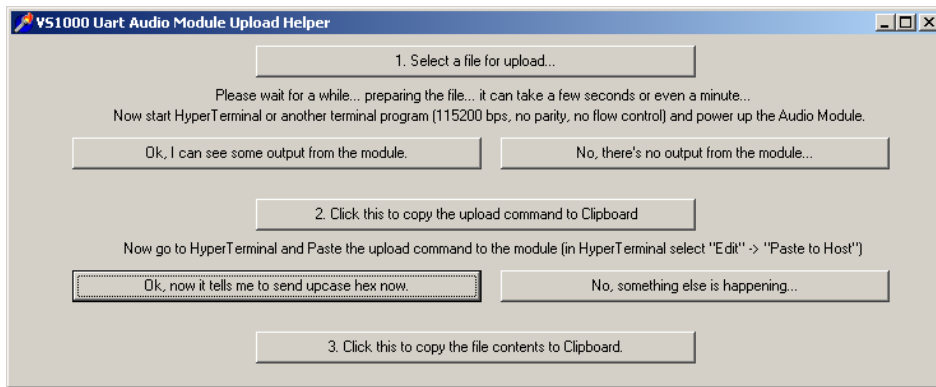 VS1000 Uart Audio Module Upload Helper
1. Select a file for upload...
Please wait for a while... preparing the file... it can take a few seconds or even a minute...
Now start HyperTerminal or another terminal program (115200 bps, no parity, no flow control) and power up the Audio Module.
Ok, I can see some output from the module.
No, there's no output from the module...
2. Click this to copy the upload command to Clipboard
Now go to HyperTerminal and Paste the upload command to the module (in HyperTerminal select "Edit" -> "Paste to Host")
Ok, now it tells me to send upcase hex now.
No, something else is happening...
3. Click this to copy the file contents to Clipboard.